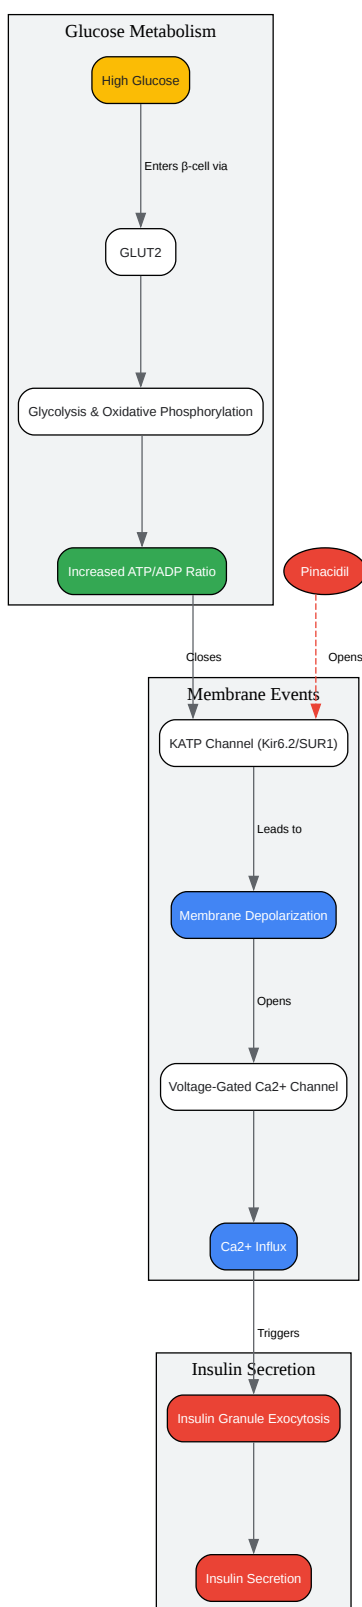 Glucose Metabolism
High Glucose
Enters β-cell via
GLUT2
Glycolysis & Oxidative Phosphorylation
Increased ATP/ADP Ratio
Pinacidil
Closes
Opens
Membrane Events
KATP Channel (Kir6.2/SUR1)
Leads to
Membrane Depolarization
Opens
Voltage-Gated Ca2+ Channel
Ca2+ Influx
Triggers
Insulin Secretion
Insulin Granule Exocytosis
Insulin Secretion